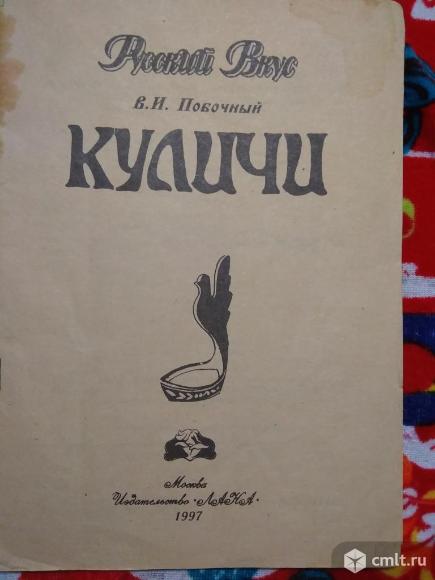 Русский Вкус
В.И. Побочный
КУЛИЧИ
Москва
Издательство «ЛАКА»
1997
cmlt.ru